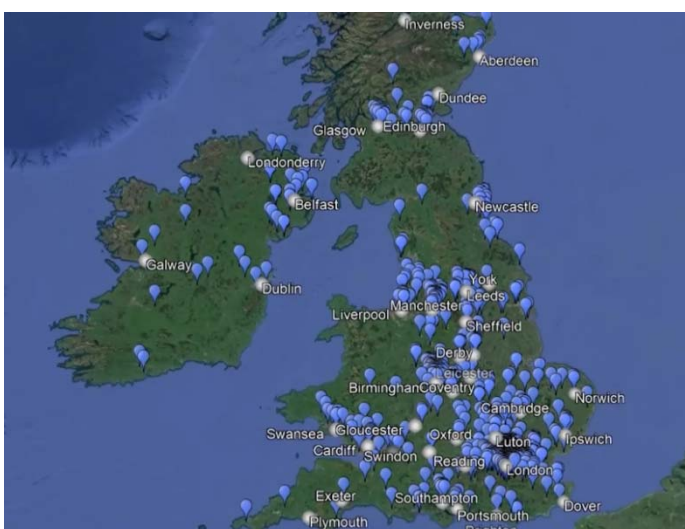 Inverness
Aberdeen
Dundee
Glasgow
Edinburgh
Londonderry
Belfast
Newcastle
Galway
Dublin
York
Leeds
Manchester
Liverpool
Sheffield
Derby
Leicester
Birmingham
Coventry
Norwich
Cambridge
Gloucester
Oxford
Luton
Ipswich
Swansea
Cardiff
Swindon
Reading
London
Exeter
Southampton
Dover
Portsmouth
Plymouth